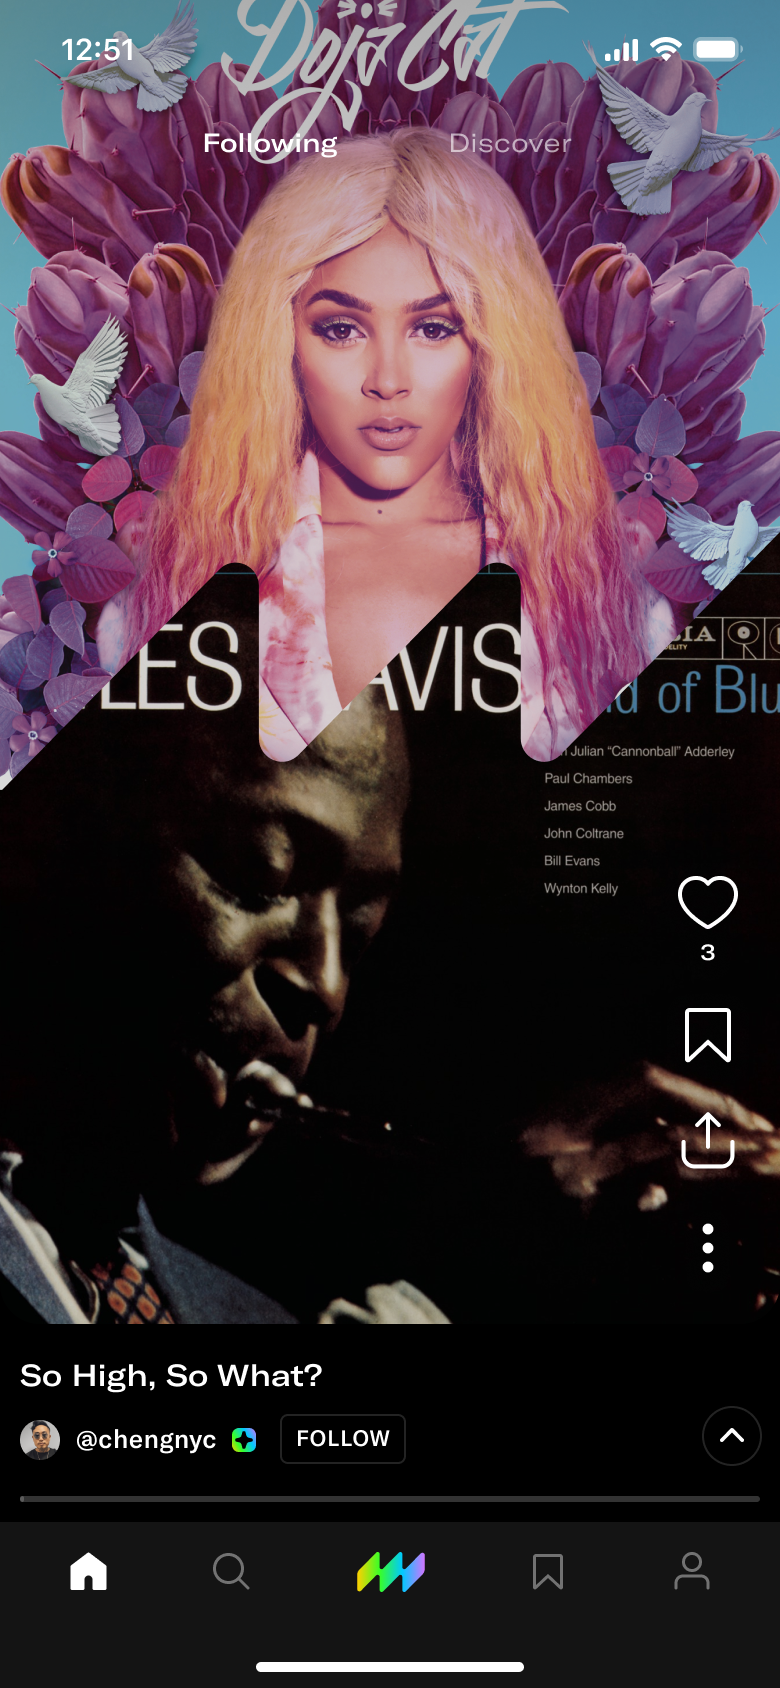 Doja Cat
12:51
Following Discover
LES AVIS
of Blu
Julian "Cannonball" Adderley
Paul Chambers
James Cobb
John Coltrane
Bill Evans
Wynton Kelly
3
So High, So What?
@chengnyc FOLLOW